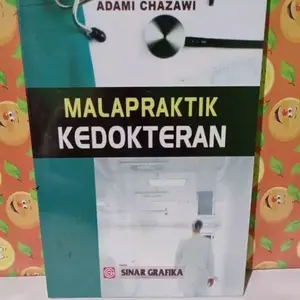 ADAMI CHAZAWI
MALAPRAKTIK
KEDOKTERAN
SINAR GRAFIKA